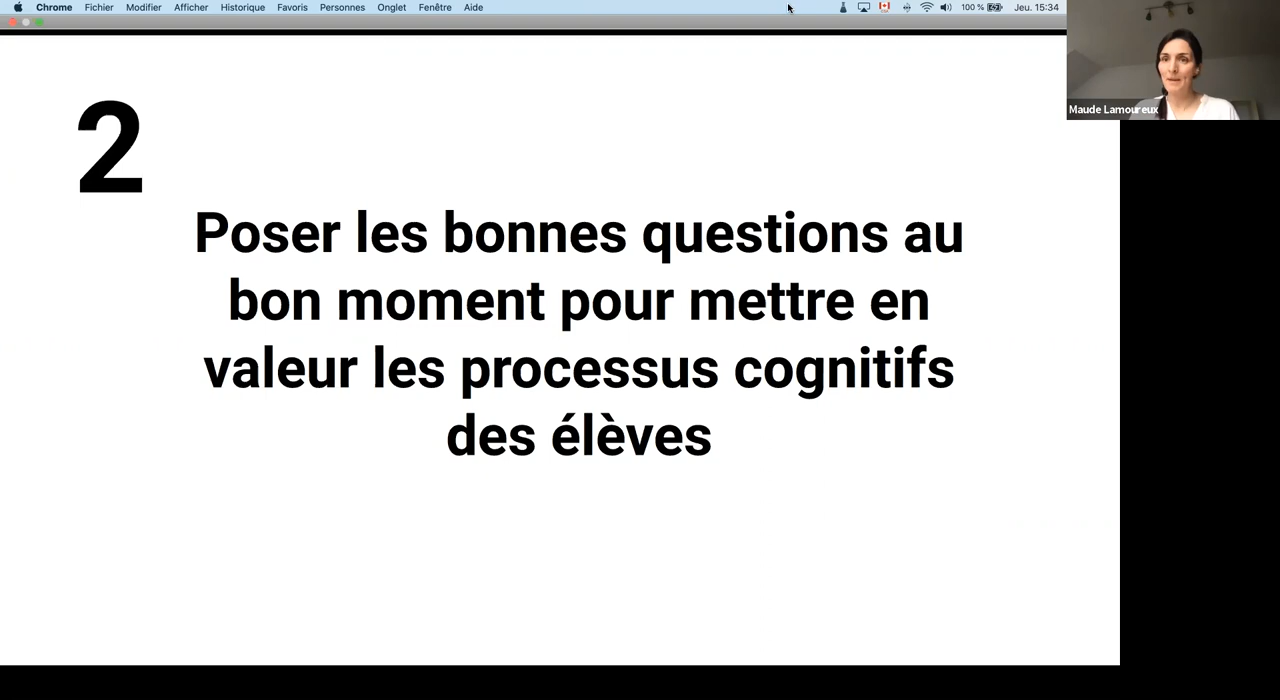 Chrome Fichier Modifier Afficher Historique Favoris Personnes Onglet Fenêtre Aide 100 % Jeu. 15:34
Maude Lamoureux
2
Poser les bonnes questions au
bon moment pour mettre en
valeur les processus cognitifs
des élèves